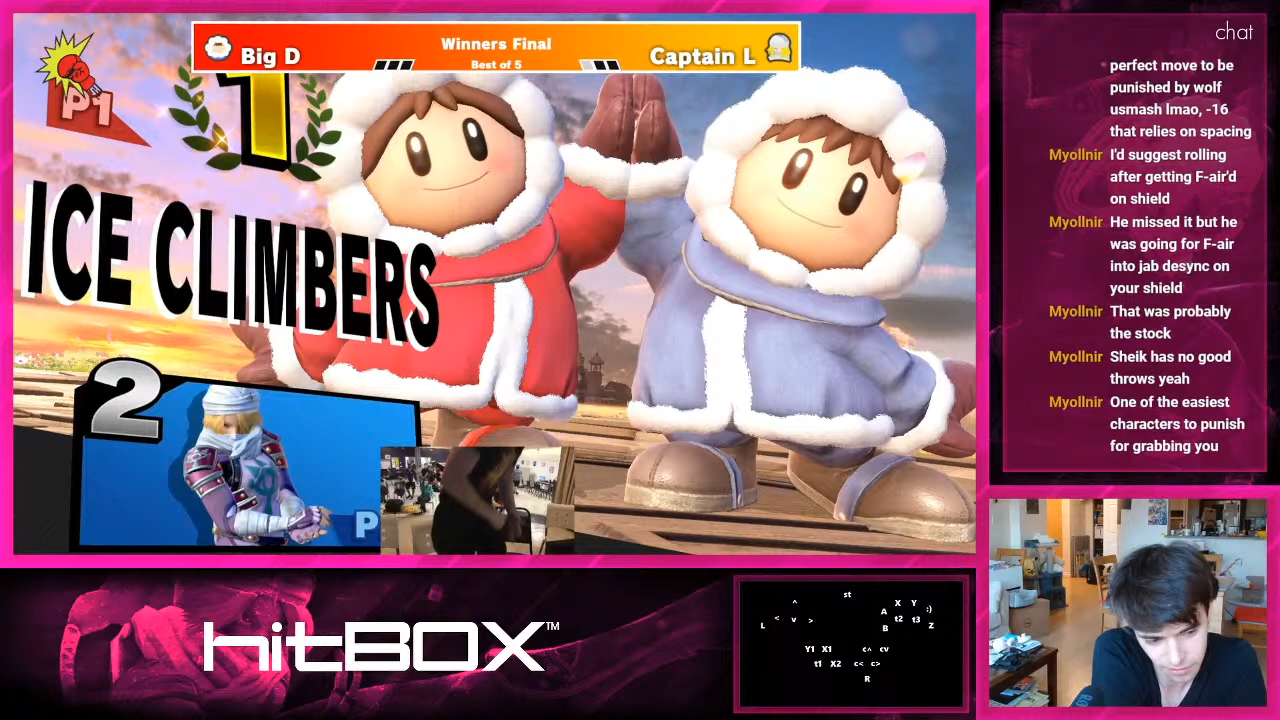 Big D
Winners Final
Best of 5
Captain L
P1
1
ICE CLIMBERS
2
P
chat
perfect move to be
punished by wolf
usmash lmao, -16
that relies on spacing
Myollnir I'd suggest rolling
after getting F-air'd
on shield
Myollnir He missed it but he
was going for F-air
into jab desync on
your shield
Myollnir That was probably
the stock
Myollnir Sheik has no good
throws yeah
Myollnir One of the easiest
characters to punish
for grabbing you
hitBOX™
st
^ X Y :)
A
L < v > t2 t3 Z
B
Y1 X1 c^ cv
t1 X2 c< c>
R